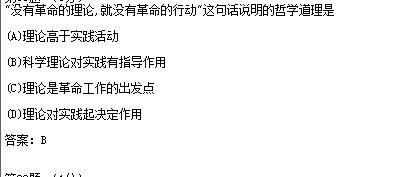 "没有革命的理论,就没有革命的行动"这句话说明的哲学道理是
(A)理论高于实践活动
(B)科学理论对实践有指导作用
(C)理论是革命工作的出发点
(D)理论对实践起决定作用
答案：B